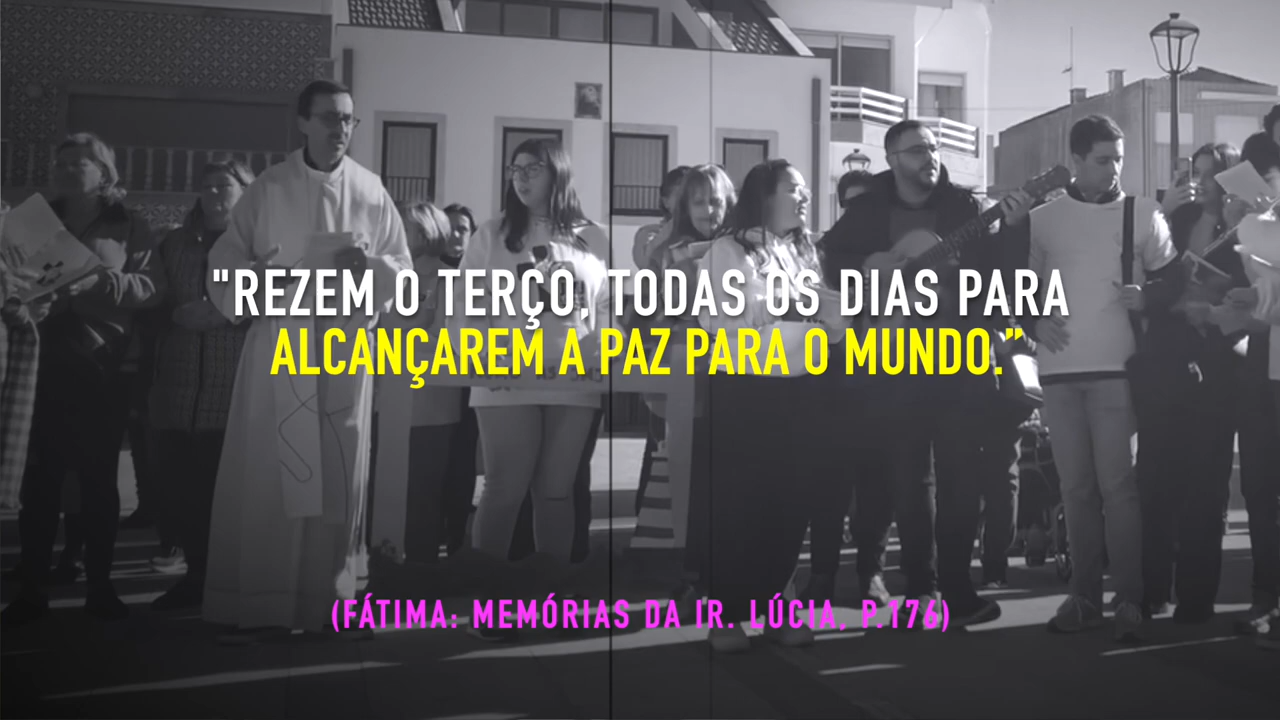 "REZEM O TERÇO, TODAS OS DIAS PARA
ALCANÇAREM A PAZ PARA O MUNDO.”
(FÁTIMA: MEMÓRIAS DA IR. LÚCIA, P.176)